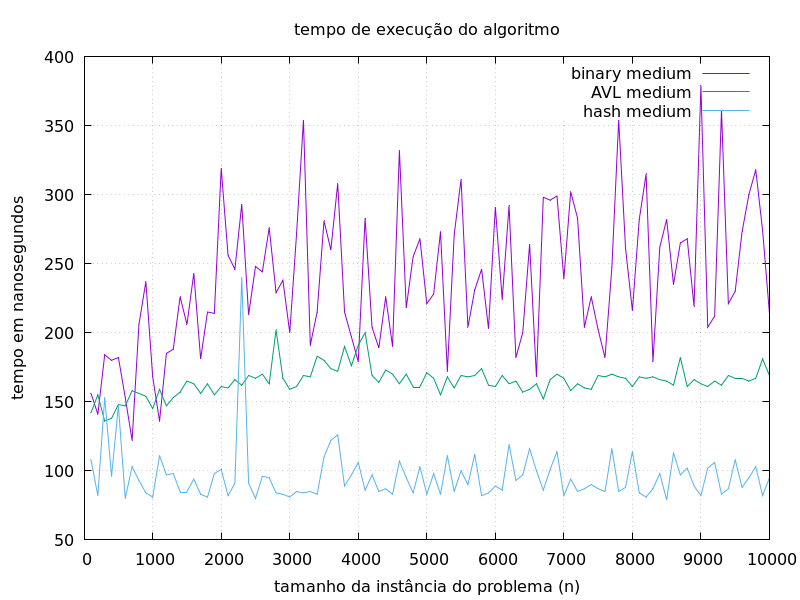 tempo de execução do algoritmo
binary medium
AVL medium
hash medium
400
350
300
250
200
150
100
50
tempo em nanosegundos
0 1000 2000 3000 4000 5000 6000 7000 8000 9000 10000
tamanho da instância do problema (n)